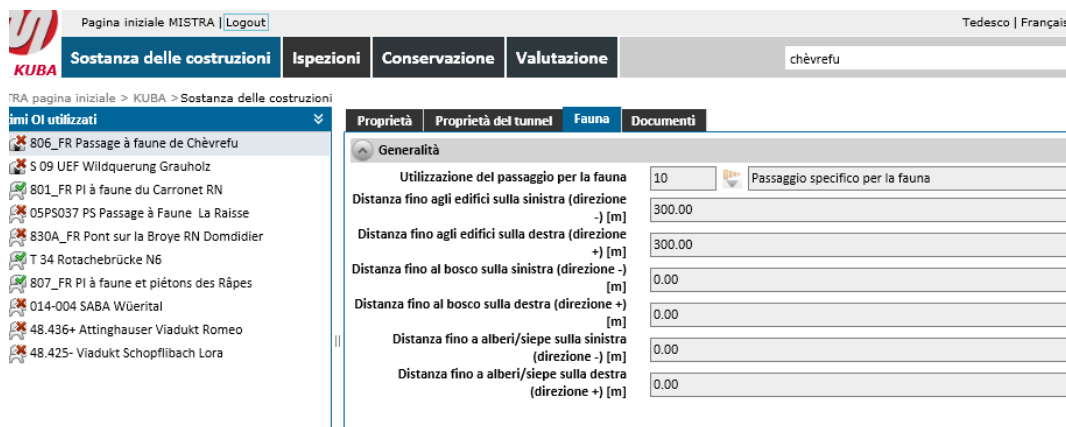 Pagina iniziale MISTRA | Logout
Tedesco | Français
KUBA
Sostanza delle costruzioni
Ispezioni
Conservazione
Valutazione
chèvrefu
TRA pagina iniziale > KUBA > Sostanza delle costruzioni
imi OI utilizzati
806_FR Passage à faune de Chèvrefu
S 09 UEF Wildquerung Grauholz
801_FR PI à faune du Carronet RN
05PS037 PS Passage à Faune La Raisse
830A_FR Pont sur la Broye RN Domdidier
T 34 Rotachebrücke N6
807_FR PI à faune et piétons des Râpes
014-004 SABA Wüerital
48.436+ Attinghauser Viadukt Romeo
48.425- Viadukt Schopflibach Lora
Proprietà
Proprietà del tunnel
Fauna
Documenti
Generalità
Utilizzazione del passaggio per la fauna
10
Passaggio specifico per la fauna
Distanza fino agli edifici sulla sinistra (direzione
-) [m]
300.00
Distanza fino agli edifici sulla destra (direzione
+) [m]
300.00
Distanza fino al bosco sulla sinistra (direzione -)
[m]
0.00
Distanza fino al bosco sulla destra (direzione +)
[m]
0.00
Distanza fino a alberi/siepe sulla sinistra
(direzione -) [m]
0.00
Distanza fino a alberi/siepe sulla destra
(direzione +) [m]
0.00